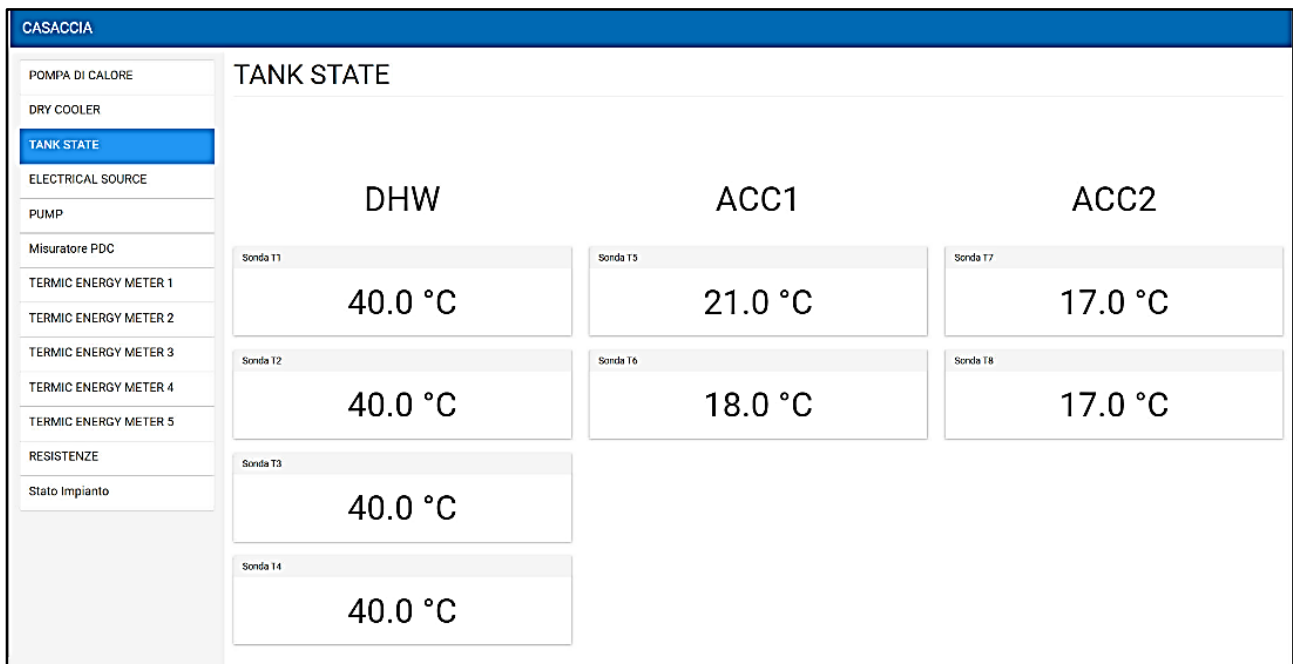 CASACCIA
POMPA DI CALORE
DRY COOLER
TANK STATE
ELECTRICAL SOURCE
PUMP
Misuratore PDC
TERMIC ENERGY METER 1
TERMIC ENERGY METER 2
TERMIC ENERGY METER 3
TERMIC ENERGY METER 4
TERMIC ENERGY METER 5
RESISTENZE
Stato Impianto
TANK STATE
DHW
Sonda T1
40.0 °C
Sonda T2
40.0 °C
Sonda T3
40.0 °C
Sonda T4
40.0 °C
ACC1
Sonda T5
21.0 °C
Sonda T6
18.0 °C
ACC2
Sonda T7
17.0 °C
Sonda T8
17.0 °C